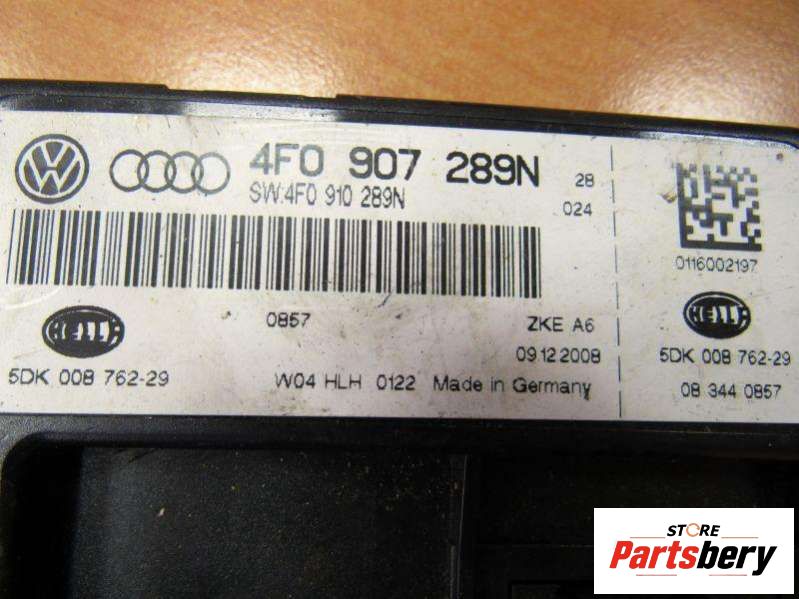 4F0 907 289N
SW:4F0 910 289N
28
024
0857
ZKE A6
09.12.2008
HELLA
5DK 008 762-29
W04 HLH 0122 Made in Germany
0116002197
HELLA
5DK 008 762-29
08 344 0857
STORE
Partsbery